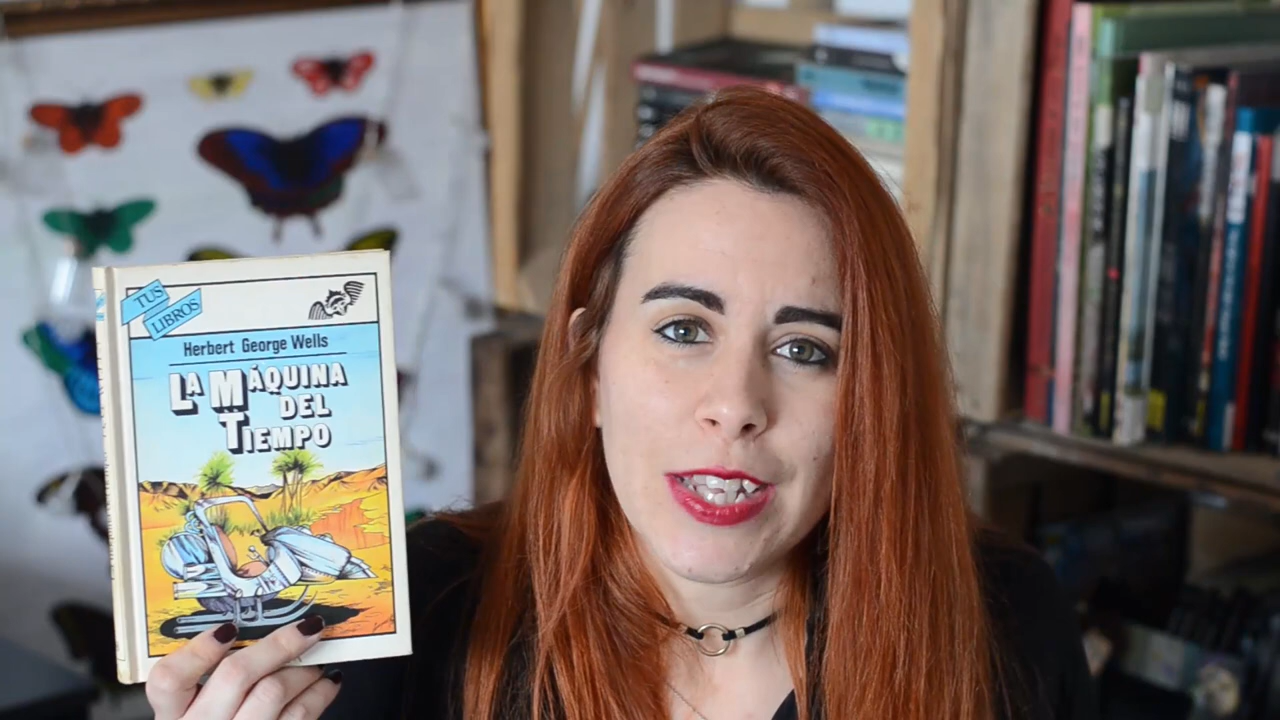 TUS
LIBROS
Herbert George Wells
LA MÁQUINA
DEL
TIEMPO